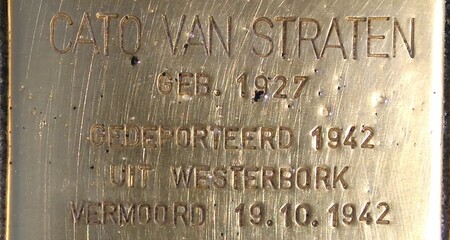 CATO VAN STRATEN
GEB. 1927
GEDEPORTEERD 1942
UIT WESTERBORK
VERMOORD 19.10.1942